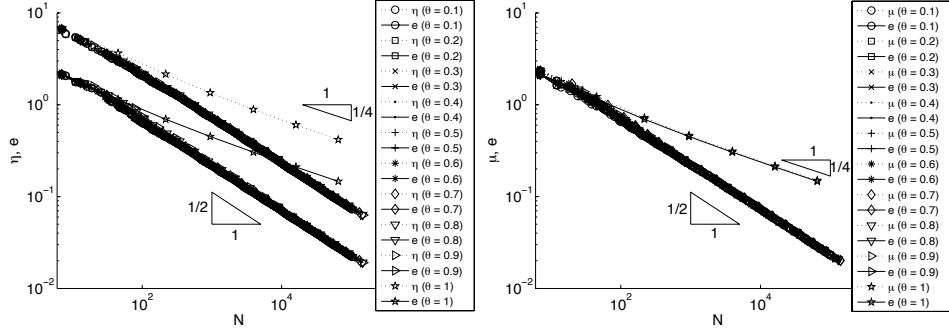 10^1
10^0
10^−1
10^−2
η, e
10^2
10^4
N
1
1/4
1/2
1
η (θ = 0.1)
e (θ = 0.1)
η (θ = 0.2)
e (θ = 0.2)
η (θ = 0.3)
e (θ = 0.3)
η (θ = 0.4)
e (θ = 0.4)
η (θ = 0.5)
e (θ = 0.5)
η (θ = 0.6)
e (θ = 0.6)
η (θ = 0.7)
e (θ = 0.7)
η (θ = 0.8)
e (θ = 0.8)
η (θ = 0.9)
e (θ = 0.9)
η (θ = 1)
e (θ = 1)
10^1
10^0
10^−1
10^−2
μ, e
10^2
10^4
N
1
1/4
1/2
1
μ (θ = 0.1)
e (θ = 0.1)
μ (θ = 0.2)
e (θ = 0.2)
μ (θ = 0.3)
e (θ = 0.3)
μ (θ = 0.4)
e (θ = 0.4)
μ (θ = 0.5)
e (θ = 0.5)
μ (θ = 0.6)
e (θ = 0.6)
μ (θ = 0.7)
e (θ = 0.7)
μ (θ = 0.8)
e (θ = 0.8)
μ (θ = 0.9)
e (θ = 0.9)
μ (θ = 1)
e (θ = 1)